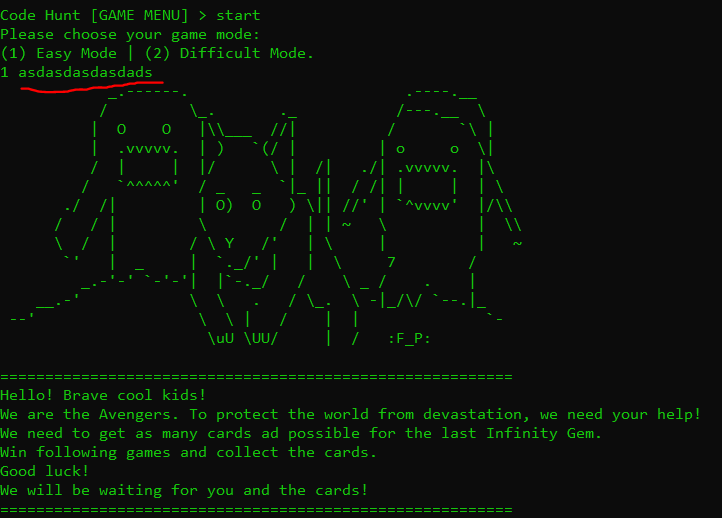 Code Hunt [GAME MENU] > start
Please choose your game mode:
(1) Easy Mode | (2) Difficult Mode.
1 asdasdasdasdads
:F_P:
Hello! Brave cool kids!
We are the Avengers. To protect the world from devastation, we need your help!
We need to get as many cards ad possible for the last Infinity Gem.
Win following games and collect the cards.
Good luck!
We will be waiting for you and the cards!